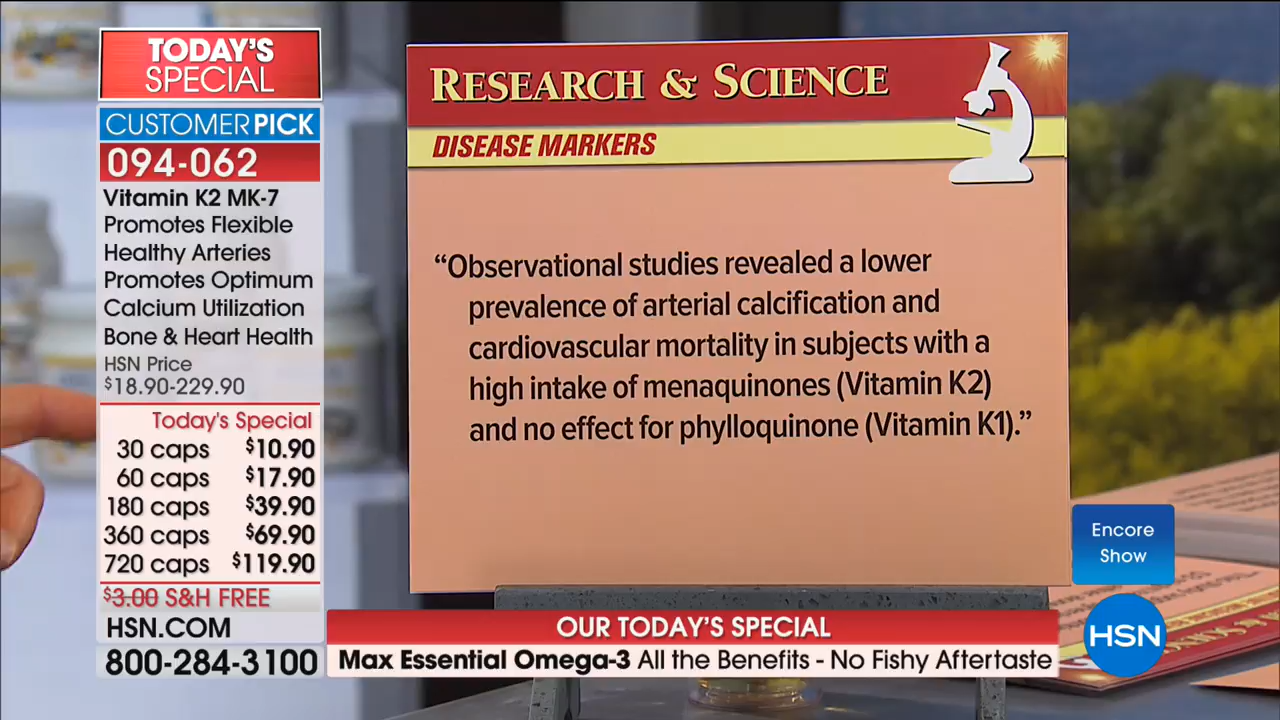 TODAY'S
SPECIAL
CUSTOMER PICK
094-062
Vitamin K2 MK-7
Promotes Flexible
Healthy Arteries
Promotes Optimum
Calcium Utilization
Bone & Heart Health
HSN Price
$18.90-229.90
Today's Special
30 caps $10.90
60 caps $17.90
180 caps $39.90
360 caps $69.90
720 caps $119.90
$3.00 S&H FREE
HSN.COM
800-284-3100
RESEARCH & SCIENCE
DISEASE MARKERS
“Observational studies revealed a lower
prevalence of arterial calcification and
cardiovascular mortality in subjects with a
high intake of menaquinones (Vitamin K2)
and no effect for phylloquinone (Vitamin K1).”
Encore
Show
HSN
OUR TODAY'S SPECIAL
Max Essential Omega-3 All the Benefits - No Fishy Aftertaste